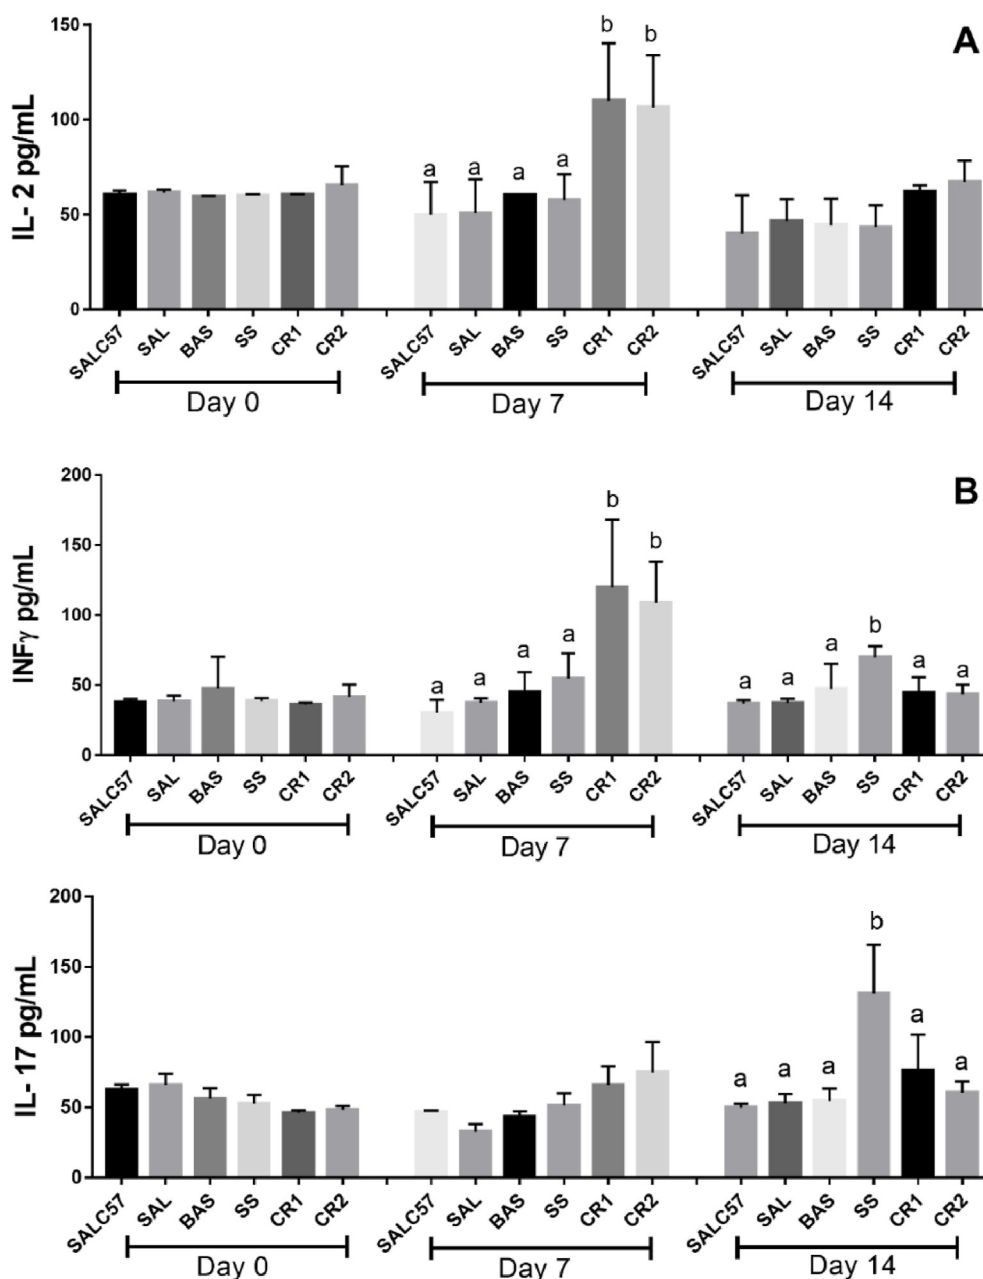 A
IL- 2 pg/mL
150
100
50
0
b b
a a a a
SALC57 SAL BAS SS CR1 CR2 SALC57 SAL BAS SS CR1 CR2 SALC57 SAL BAS SS CR1 CR2
Day 0 Day 7 Day 14
B
INFγ pg/mL
200
150
100
50
0
b b
a a a a a a a b a a
SALC57 SAL BAS SS CR1 CR2 SALC57 SAL BAS SS CR1 CR2 SALC57 SAL BAS SS CR1 CR2
Day 0 Day 7 Day 14
IL- 17 pg/mL
200
150
100
50
0
b
a a a a a
SALC57 SAL BAS SS CR1 CR2 SALC57 SAL BAS SS CR1 CR2 SALC57 SAL BAS SS CR1 CR2
Day 0 Day 7 Day 14